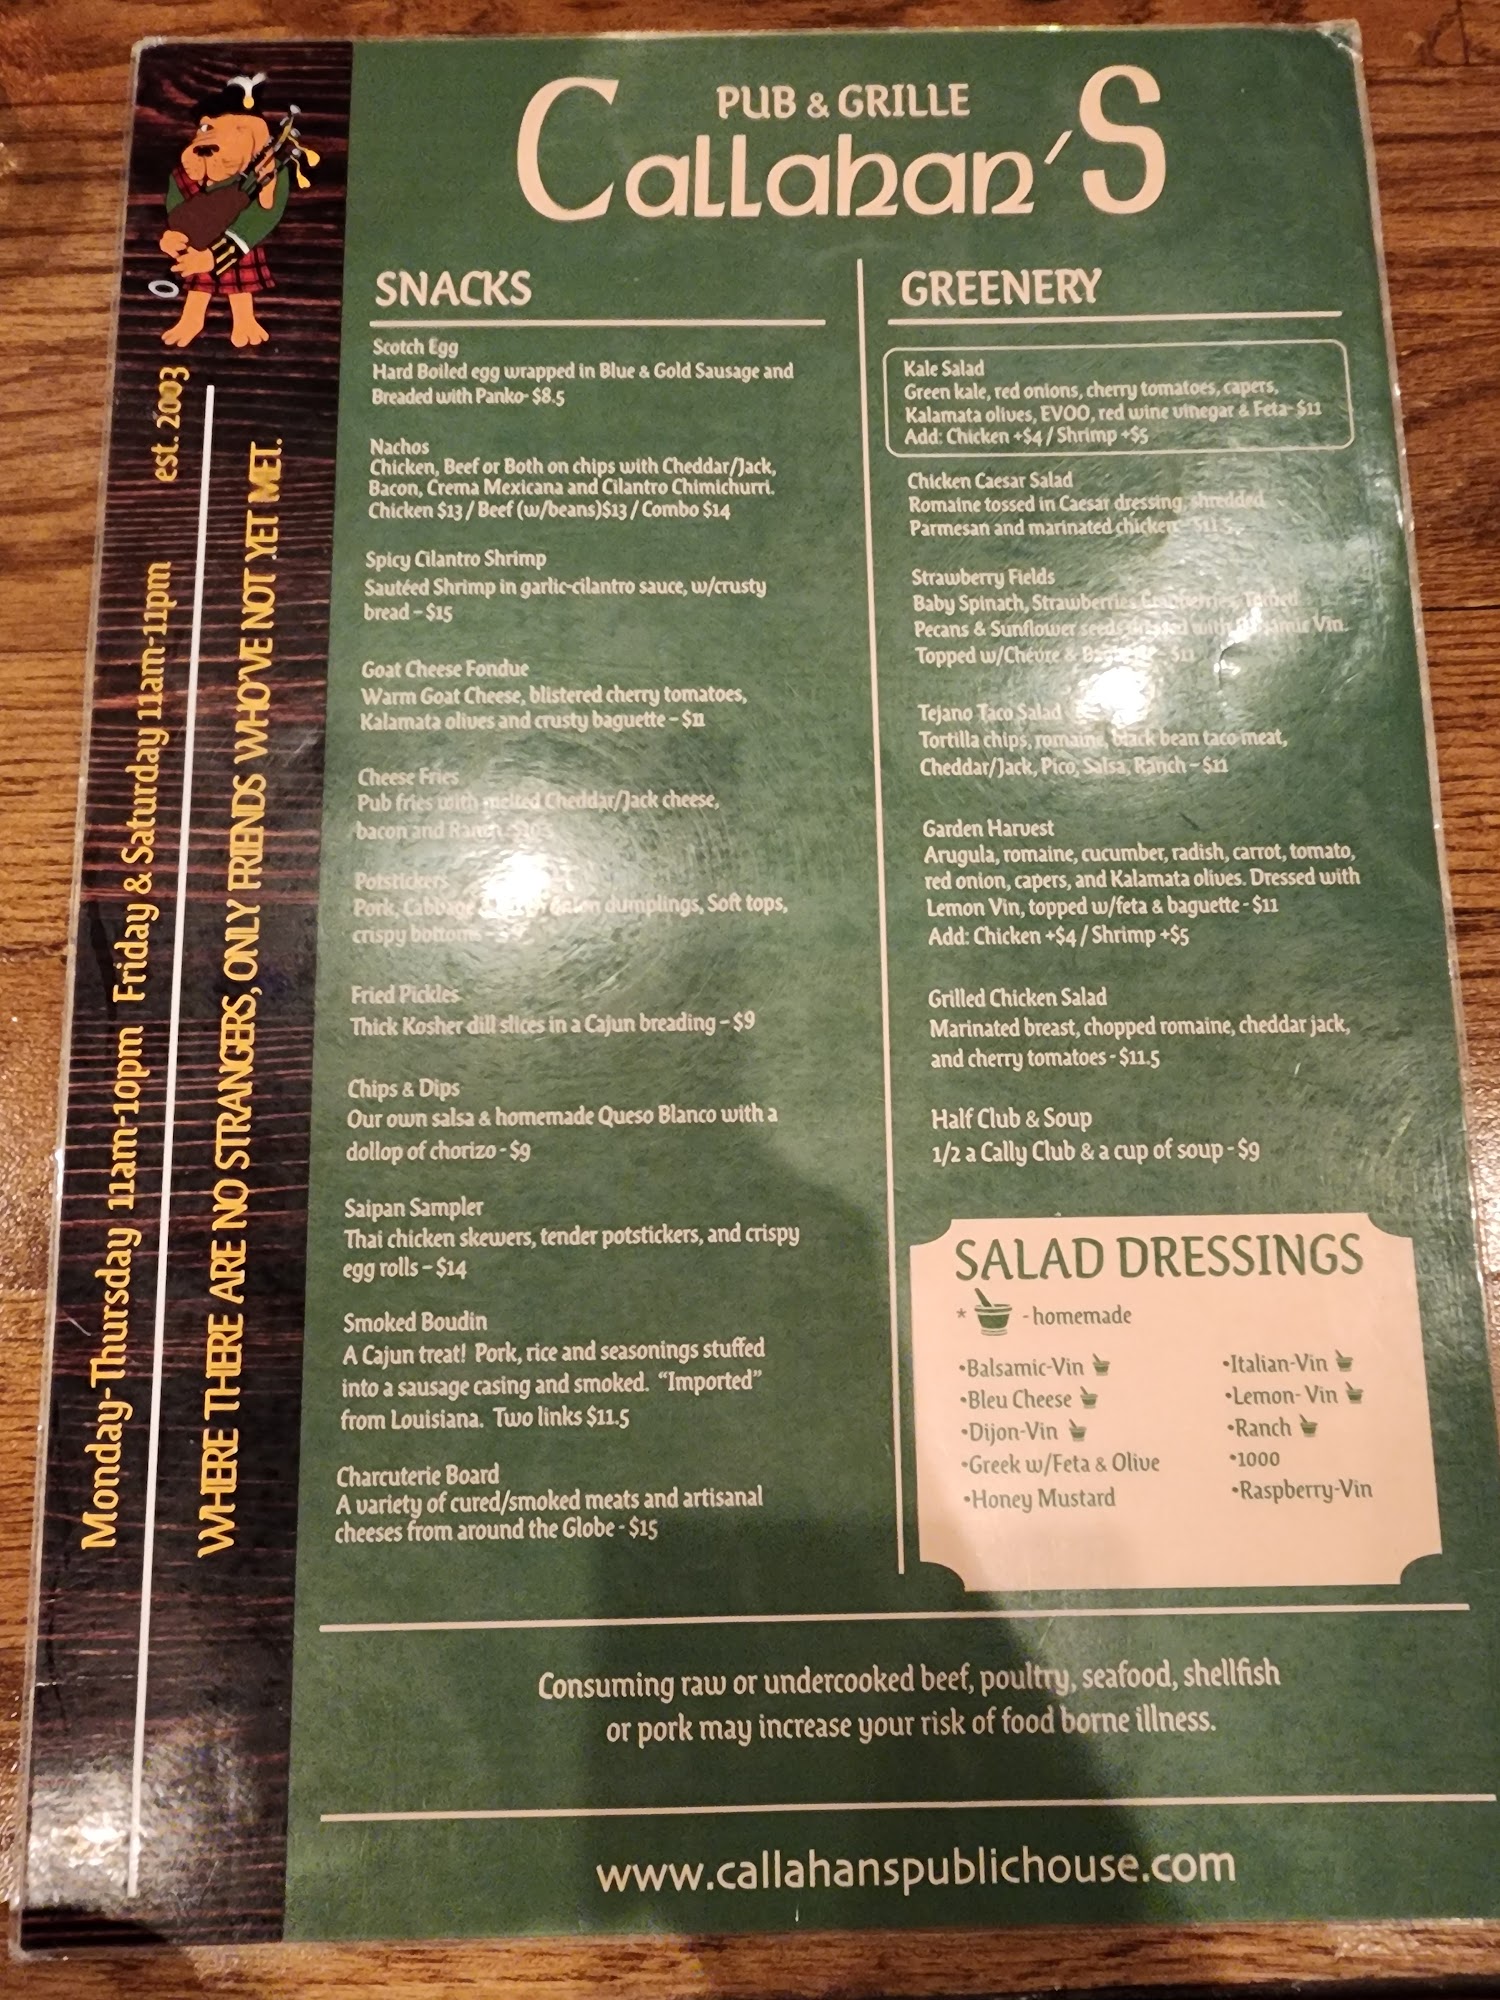 PUB & GRILLE
Callahan'S
est. 2003
Monday-Thursday 11am-10pm Friday & Saturday 11am-11pm
WHERE THERE ARE NO STRANGERS, ONLY FRIENDS WHO'VE NOT YET MET.
SNACKS
Scotch Egg
Hard Boiled egg wrapped in Blue & Gold Sausage and
Breaded with Panko- $8.5
Nachos
Chicken, Beef or Both on chips with Cheddar/Jack,
Bacon, Crema Mexicana and Cilantro Chimichurri.
Chicken $13 / Beef (w/beans)$13 / Combo $14
Spicy Cilantro Shrimp
Sautéed Shrimp in garlic-cilantro sauce, w/crusty
bread – $15
Goat Cheese Fondue
Warm Goat Cheese, blistered cherry tomatoes,
Kalamata olives and crusty baguette – $11
Cheese Fries
Pub fries with melted Cheddar/Jack cheese,
bacon and Ranch
Potstickers
Pork, Cabbage dumplings, Soft tops,
crispy bottoms
Fried Pickles
Thick Kosher dill slices in a Cajun breading – $9
Chips & Dips
Our own salsa & homemade Queso Blanco with a
dollop of chorizo - $9
Saipan Sampler
Thai chicken skewers, tender potstickers, and crispy
egg rolls – $14
Smoked Boudin
A Cajun treat! Pork, rice and seasonings stuffed
into a sausage casing and smoked. "Imported"
from Louisiana. Two links $11.5
Charcuterie Board
A variety of cured/smoked meats and artisanal
cheeses from around the Globe - $15
GREENERY
Kale Salad
Green kale, red onions, cherry tomatoes, capers,
Kalamata olives, EVOO, red wine vinegar & Feta- $11
Add: Chicken +$4 / Shrimp +$5
Chicken Caesar Salad
Romaine tossed in Caesar dressing, shredded
Parmesan and marinated chicken
Strawberry Fields
Baby Spinach, Strawberries,
Pecans & Sunflower seeds Vin.
Topped w/Chévre & - $11
Tejano Taco Salad
Tortilla chips, romaine, black bean taco meat,
Cheddar/Jack, Pico, Salsa, Ranch – $11
Garden Harvest
Arugula, romaine, cucumber, radish, carrot, tomato,
red onion, capers, and Kalamata olives. Dressed with
Lemon Vin, topped w/feta & baguette - $11
Add: Chicken +$4 / Shrimp +$5
Grilled Chicken Salad
Marinated breast, chopped romaine, cheddar jack,
and cherry tomatoes - $11.5
Half Club & Soup
1/2 a Cally Club & a cup of soup - $9
SALAD DRESSINGS
* - homemade
•Balsamic-Vin
•Bleu Cheese
•Dijon-Vin
•Greek w/Feta & Olive
•Honey Mustard
•Italian-Vin
•Lemon- Vin
•Ranch
•1000
•Raspberry-Vin
Consuming raw or undercooked beef, poultry, seafood, shellfish
or pork may increase your risk of food borne illness.
www.callahanspublichouse.com